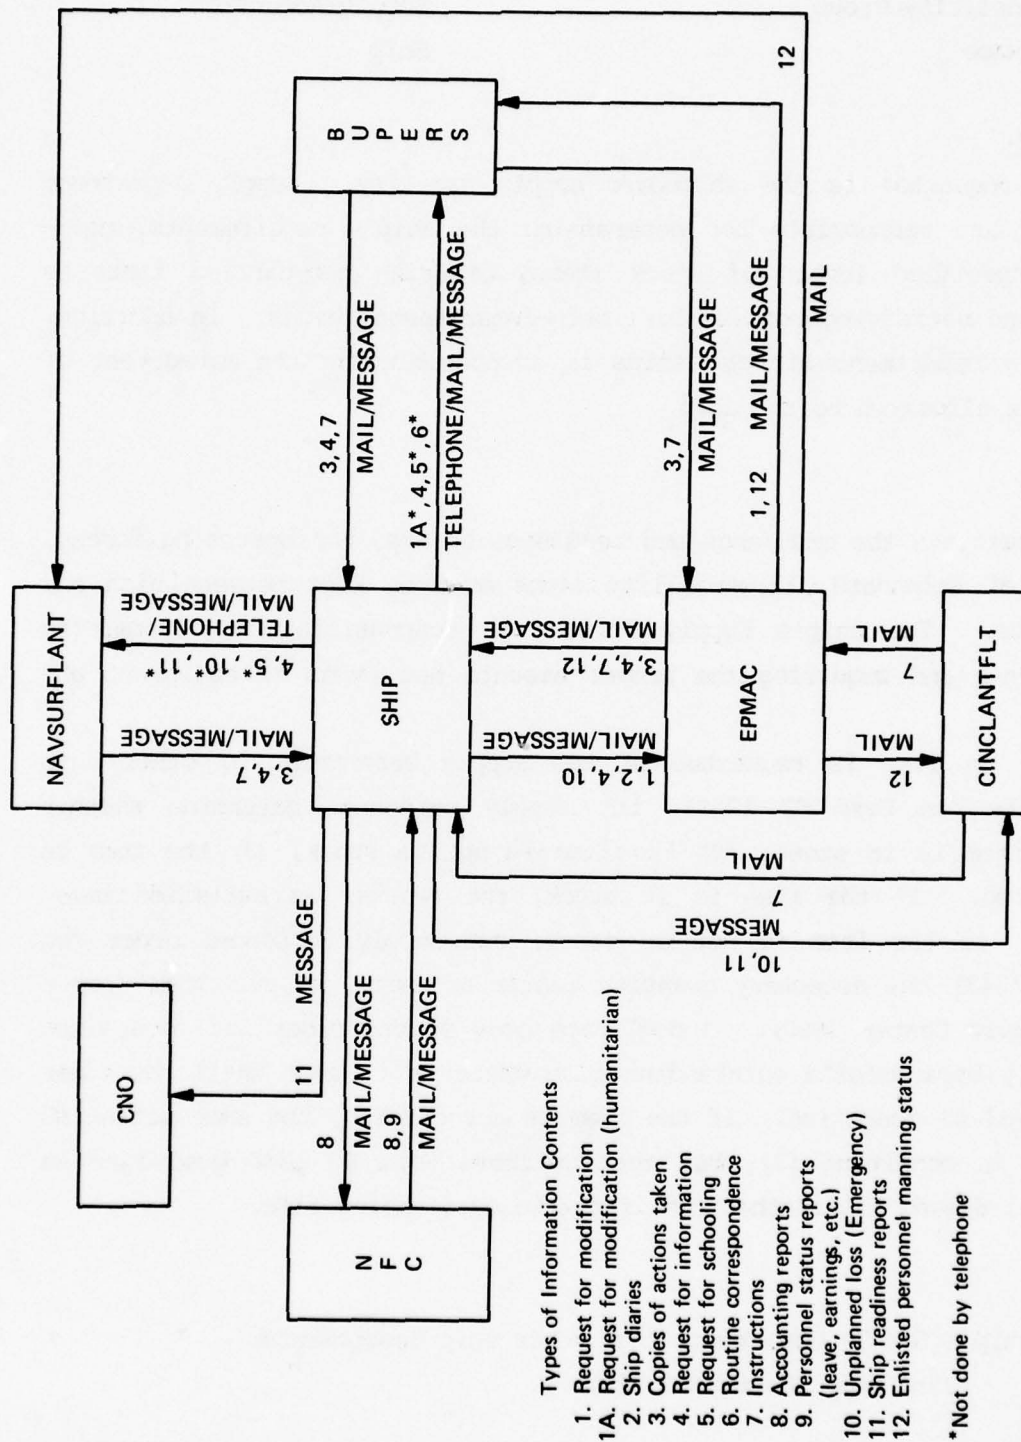 12
B
U
P
E
R
S
3,4,7
MAIL/MESSAGE
1A*,4,5*,6*
TELEPHONE/MAIL/MESSAGE
3,7
MAIL/MESSAGE
1,12 MAIL/MESSAGE
MAIL
NAVSURFLANT
3,4,7
MAIL/MESSAGE
4,5*,10*,11*
TELEPHONE/
MAIL/MESSAGE
SHIP
1,2,4,10
MAIL/MESSAGE
3,4,7,12
MAIL/MESSAGE
EPMAC
12
MAIL
7
MAIL
CINCLANTFLT
7
MAIL
10,11
MESSAGE
CNO
11
MESSAGE
8
MAIL/MESSAGE
8,9
MAIL/MESSAGE
N
F
C
Types of Information Contents
1. Request for modification
1A. Request for modification (humanitarian)
2. Ship diaries
3. Copies of actions taken
4. Request for information
5. Request for schooling
6. Routine correspondence
7. Instructions
8. Accounting reports
9. Personnel status reports
(leave, earnings, etc.)
10. Unplanned loss (Emergency)
11. Ship readiness reports
12. Enlisted personnel manning status
*Not done by telephone